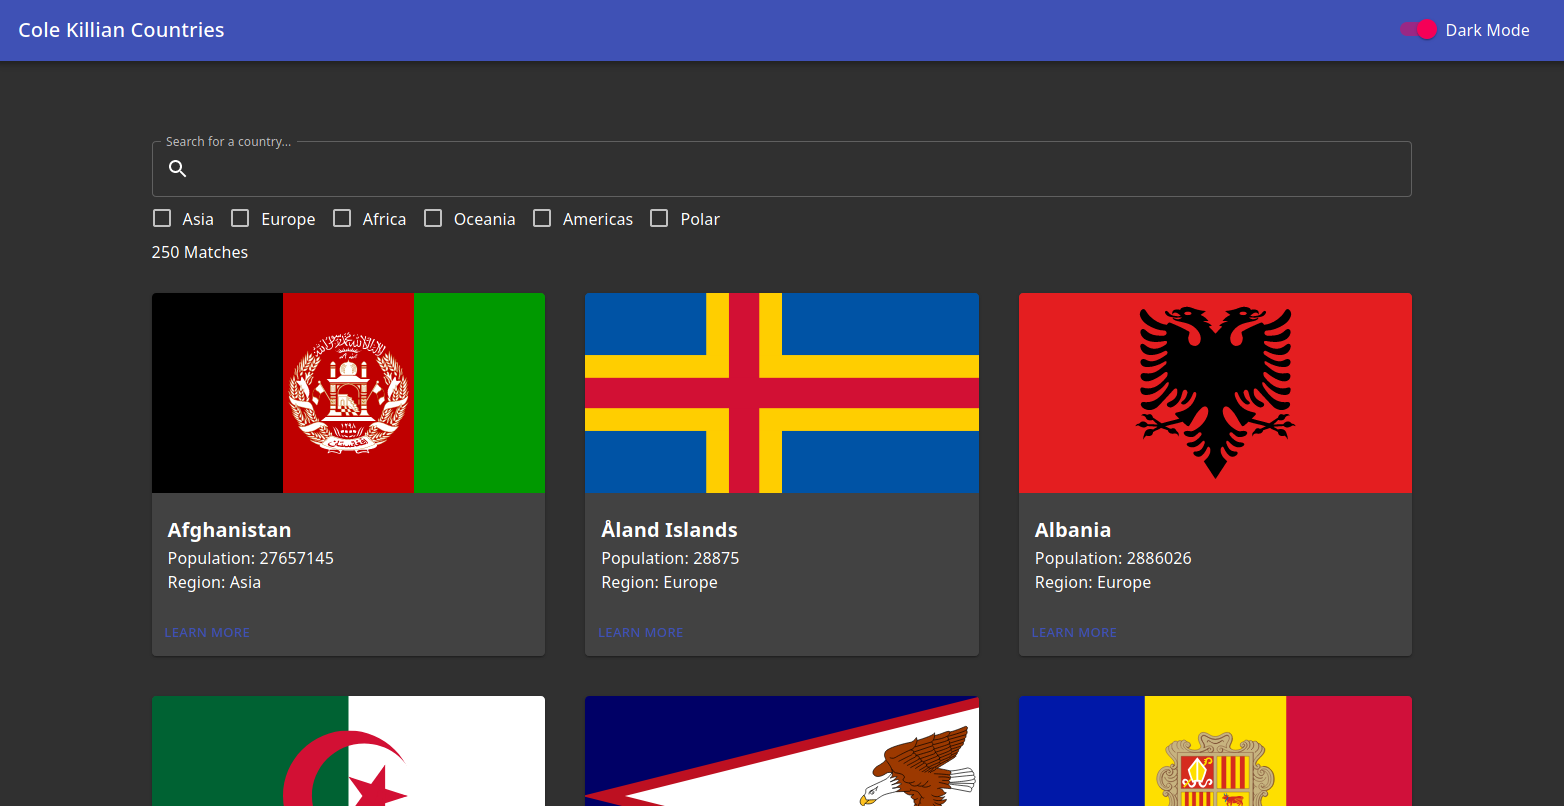 Cole Killian Countries
Dark Mode
Search for a country...
Asia Europe Africa Oceania Americas Polar
250 Matches
Afghanistan
Population: 27657145
Region: Asia
LEARN MORE
Åland Islands
Population: 28875
Region: Europe
LEARN MORE
Albania
Population: 2886026
Region: Europe
LEARN MORE